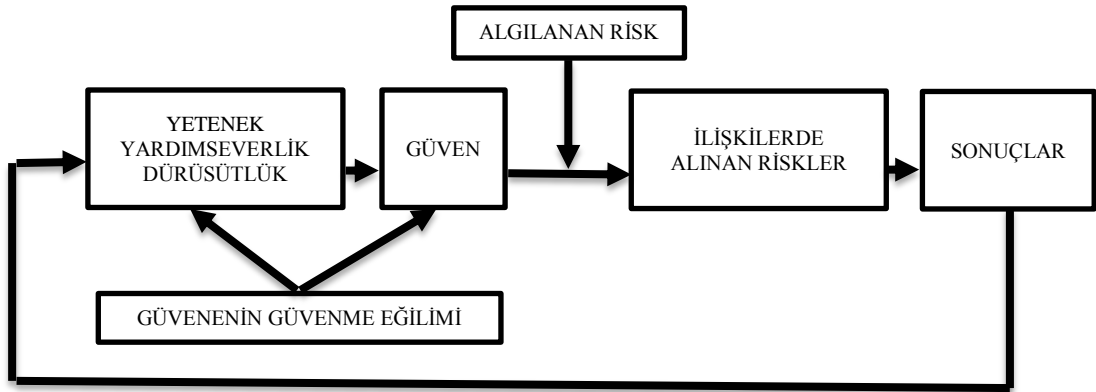 ALGILANAN RİSK
YETENEK
YARDIMSEVERLİK
DÜRÜSÜTLÜK
GÜVEN
İLİŞKİLERDE
ALINAN RİSKLER
SONUÇLAR
GÜVENENİN GÜVENME EĞİLİMİ